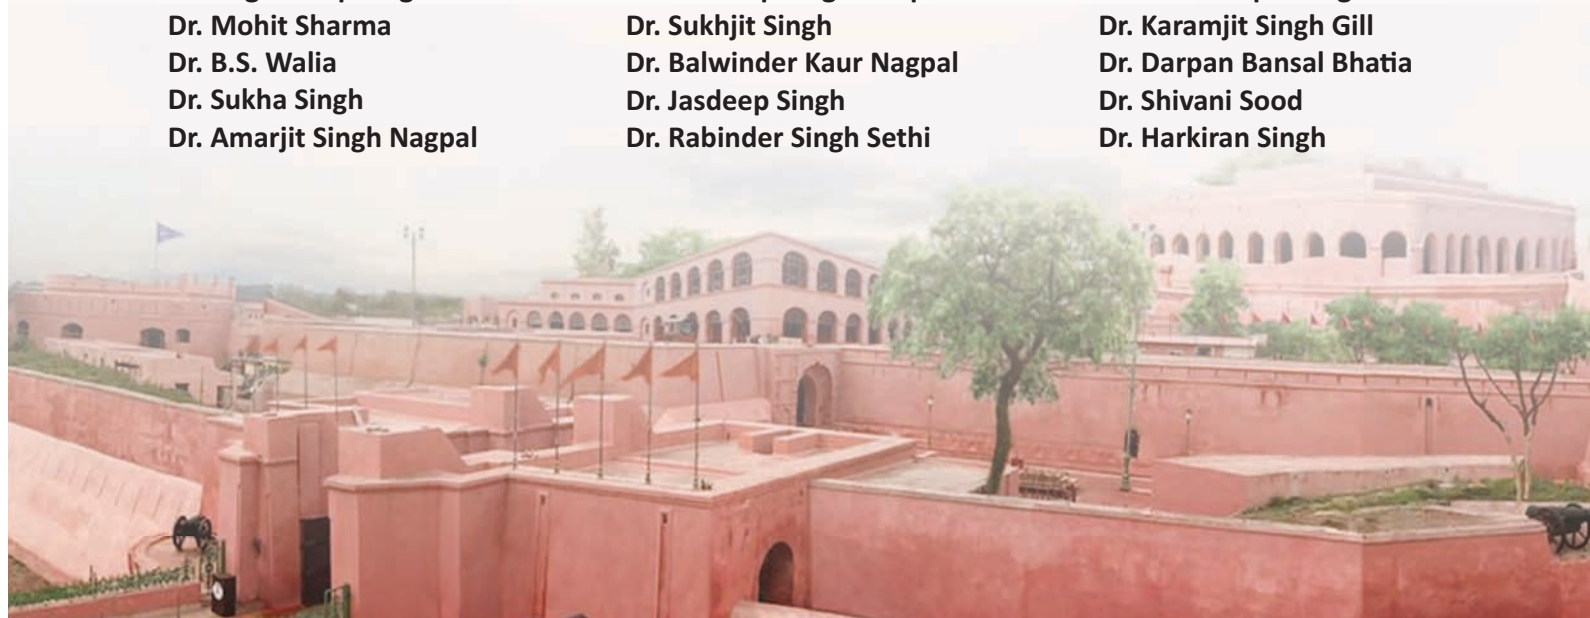 Dr. Mohit Sharma
Dr. B.S. Walia
Dr. Sukha Singh
Dr. Amarjit Singh Nagpal
Dr. Sukhjit Singh
Dr. Balwinder Kaur Nagpal
Dr. Jasdeep Singh
Dr. Rabinder Singh Sethi
Dr. Karamjit Singh Gill
Dr. Darpan Bansal Bhatia
Dr. Shivani Sood
Dr. Harkiran Singh